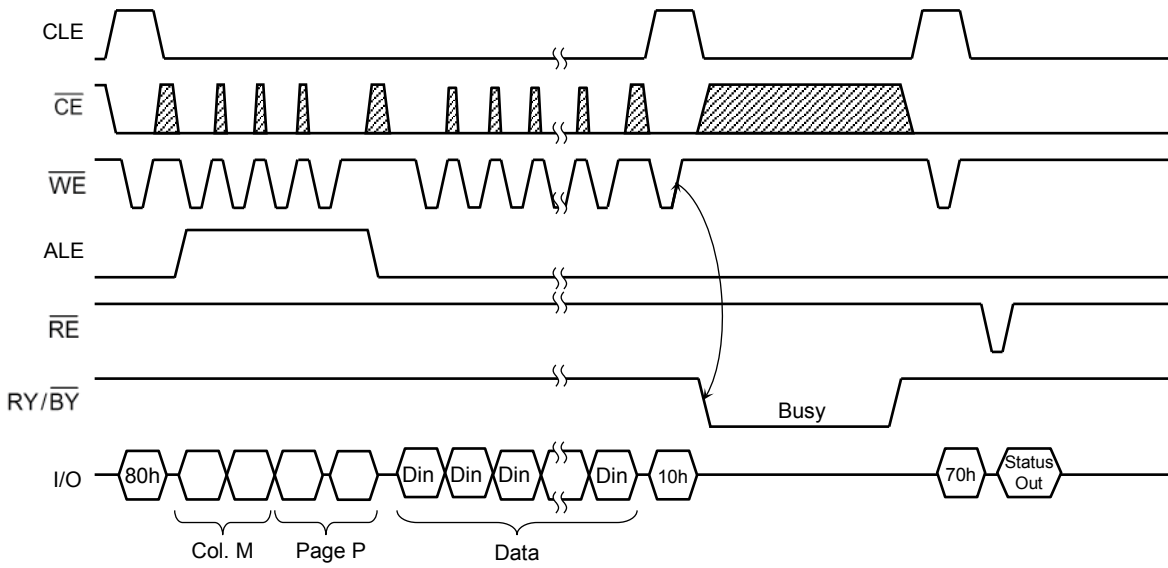 CLE
CE
WE
ALE
RE
RY/BY
Busy
I/O 80h Din Din Din Din 10h 70h Status Out
Col. M Page P Data